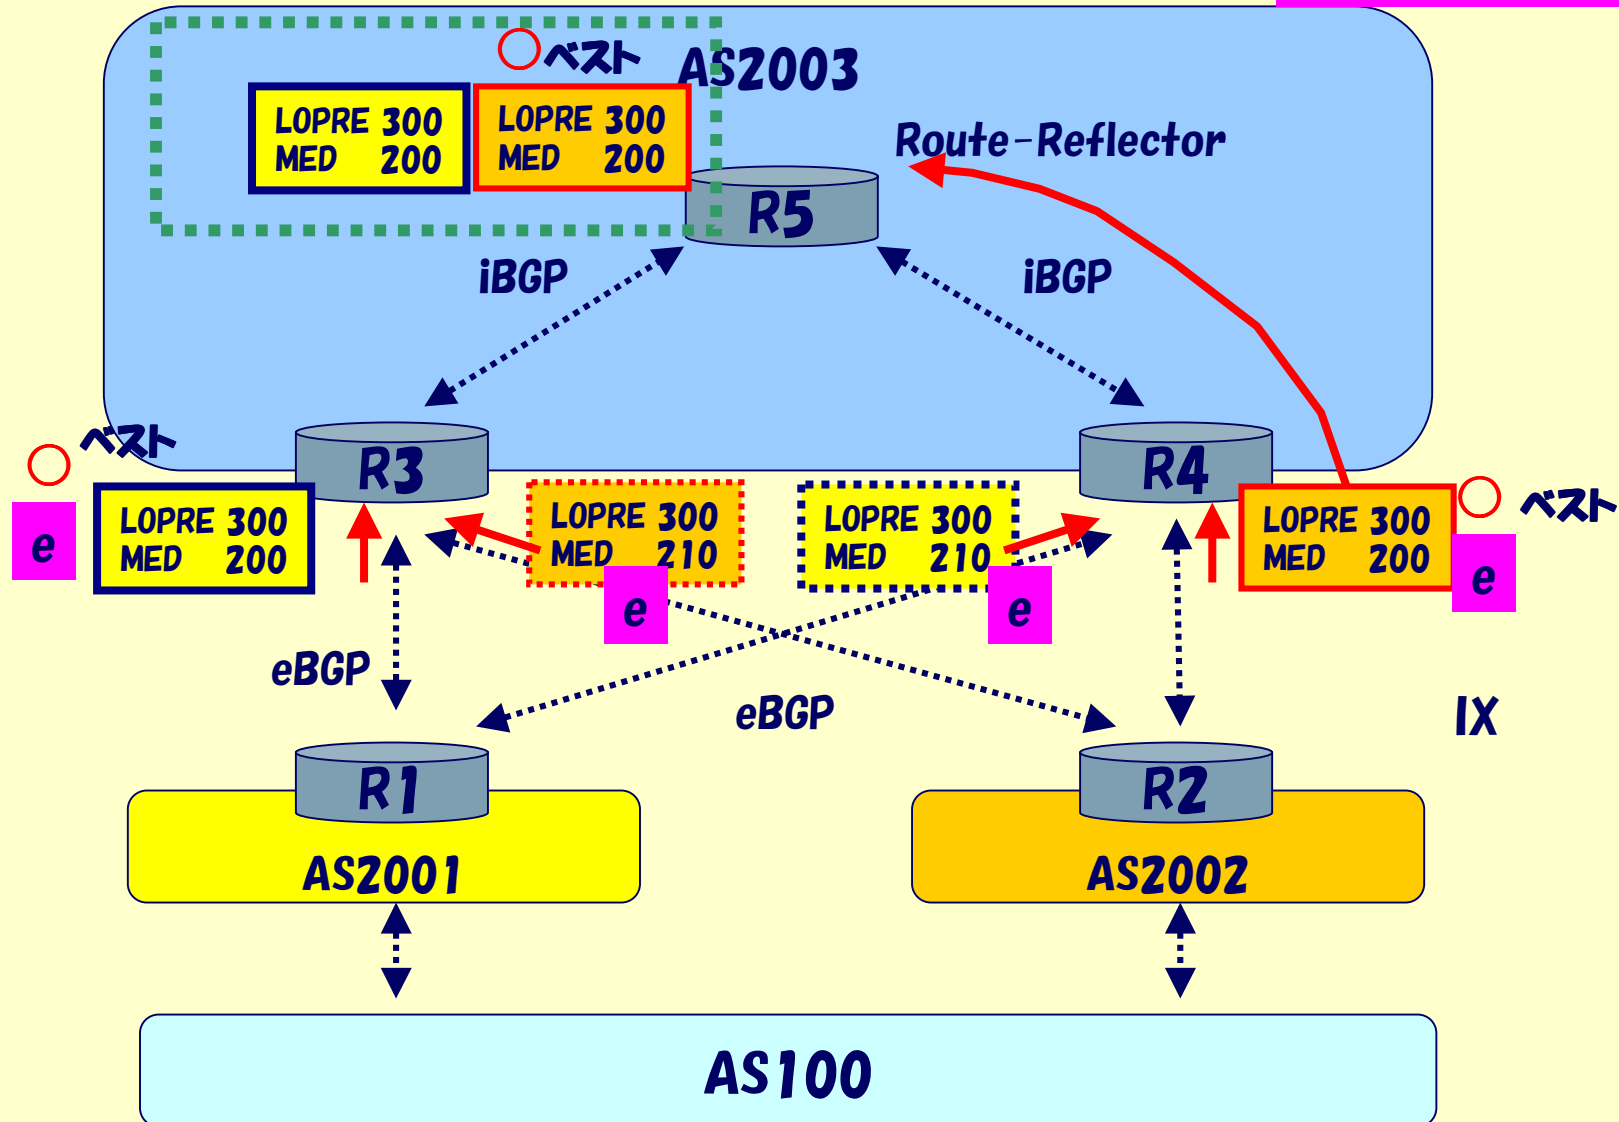 ベスト
AS2003
LOPRE 300
MED 200
LOPRE 300
MED 200
Route-Reflector
R5
iBGP
iBGP
ベスト
R3
R4
ベスト
e
LOPRE 300
MED 200
LOPRE 300
MED 210
e
LOPRE 300
MED 210
e
LOPRE 300
MED 200
e
eBGP
eBGP
IX
R1
R2
AS2001
AS2002
AS100